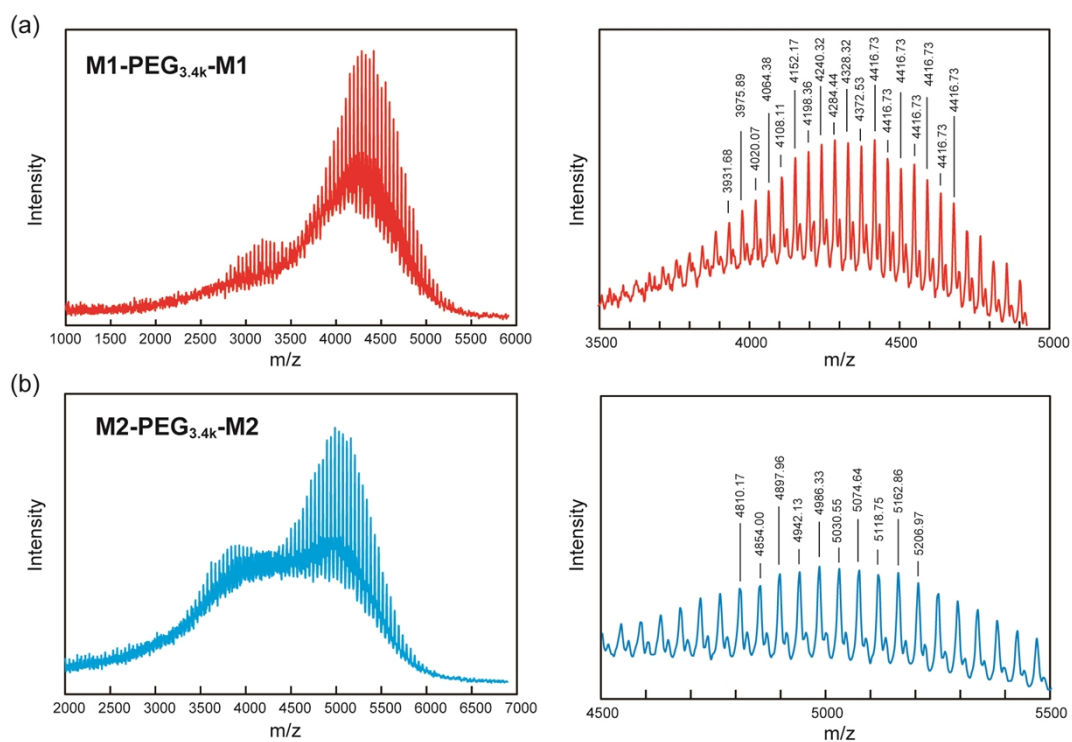 (a)
M1-PEG3.4k-M1
Intensity
1000 1500 2000 2500 3000 3500 4000 4500 5000 5500 6000
m/z
3931.68
3975.89
4020.07
4064.38
4108.11
4152.17
4198.36
4240.32
4284.44
4328.32
4372.53
4416.73
4416.73
4416.73
4416.73
4416.73
4416.73
4416.73
Intensity
3500 4000 4500 5000
m/z
(b)
M2-PEG3.4k-M2
Intensity
2000 2500 3000 3500 4000 4500 5000 5500 6000 6500 7000
m/z
4810.17
4854.00
4897.96
4942.13
4986.33
5030.55
5074.64
5118.75
5162.86
5206.97
Intensity
4500 5000 5500
m/z